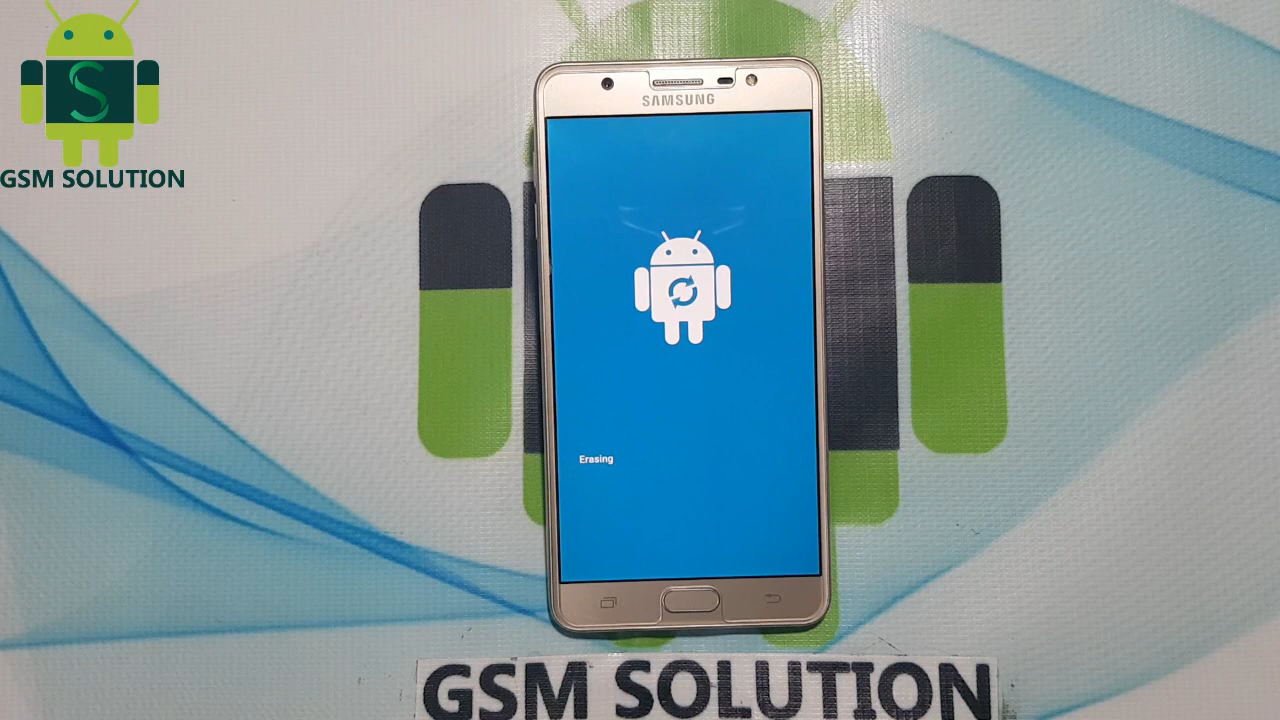 S
GSM SOLUTION
SAMSUNG
Erasing
GSM SOLUTION